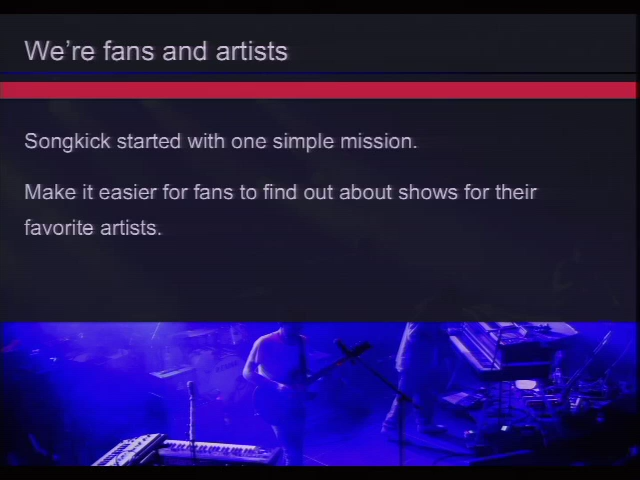 We're fans and artists
Songkick started with one simple mission.
Make it easier for fans to find out about shows for their
favorite artists.